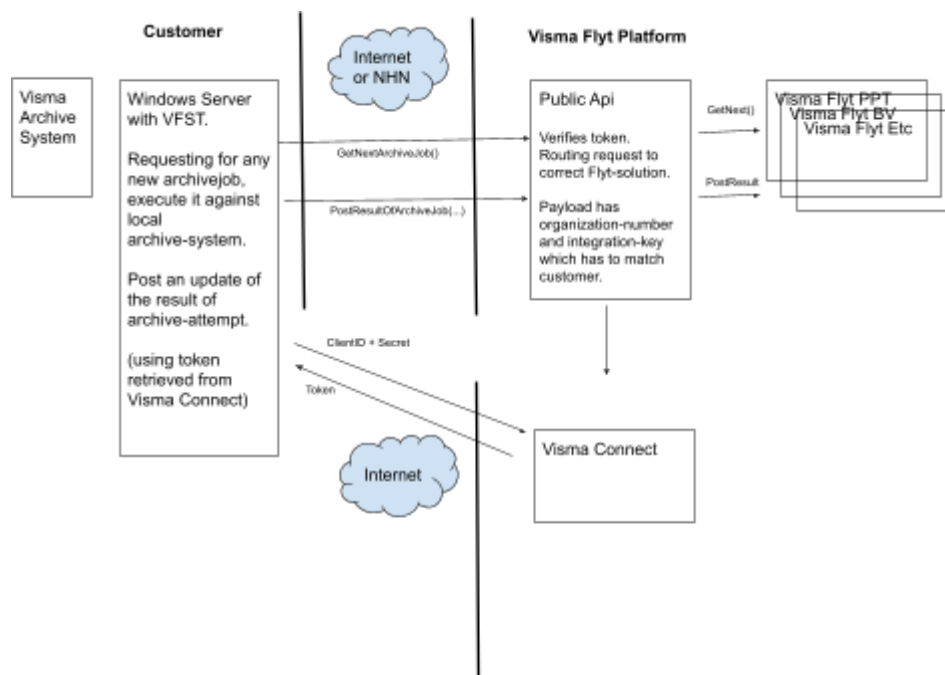 Customer
Visma Flyt Platform
Internet
or NHN
Visma
Archive
System
Windows Server
with VFST.
Requesting for any
new archivejob,
execute it against
local
archive-system.
Post an update of
the result of
archive-attempt.
(using token
retrieved from
Visma Connect)
GetNextArchiveJob()
PostResultOfArchiveJob(...)
Public Api
Verifies token.
Routing request to
correct Flyt-solution.
Payload has
organization-number
and integration-key
which has to match
customer.
GetNext()
PostResult
Visma Flyt PPT
Visma Flyt BV
Visma Flyt Etc
ClientID + Secret
Token
Internet
Visma Connect